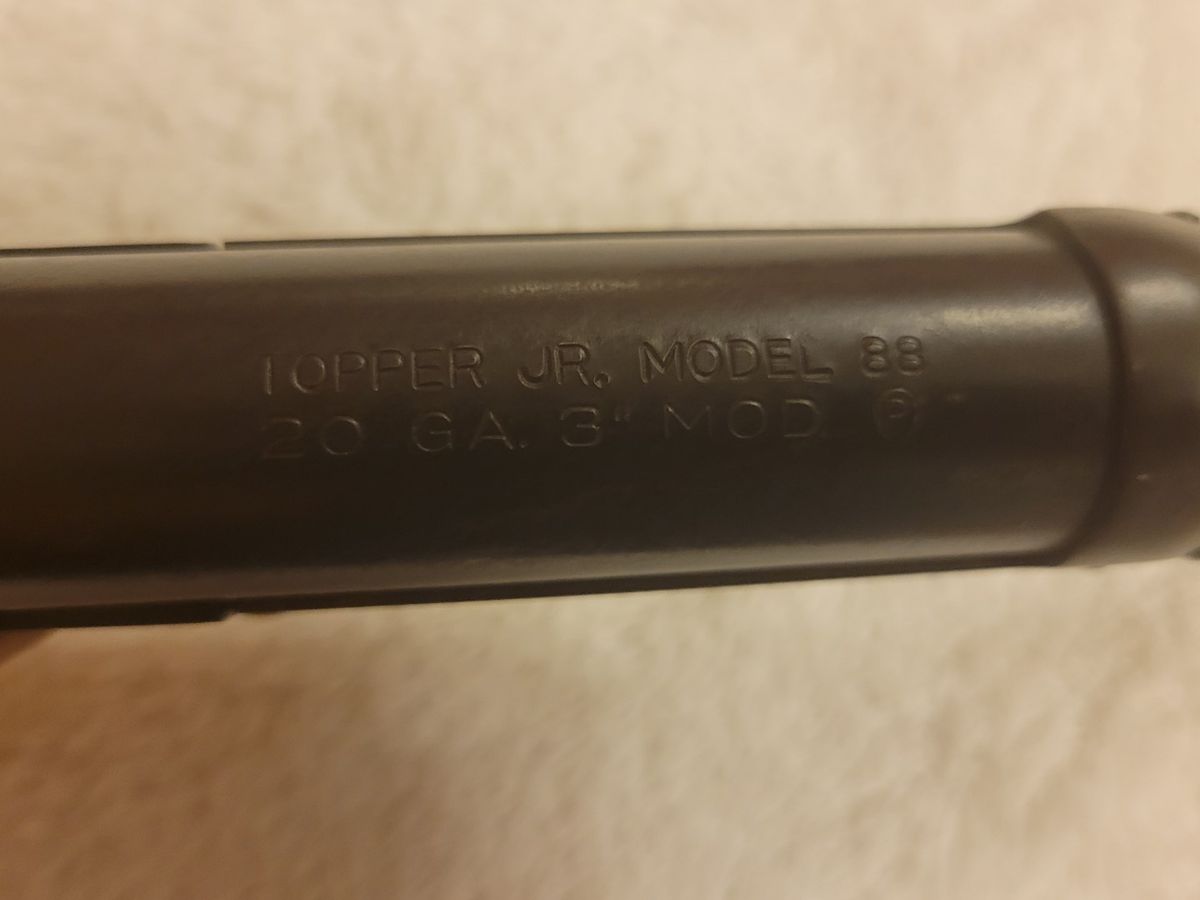 TOPPER JR. MODEL 88
20 GA. 3" MOD. Ⓟ